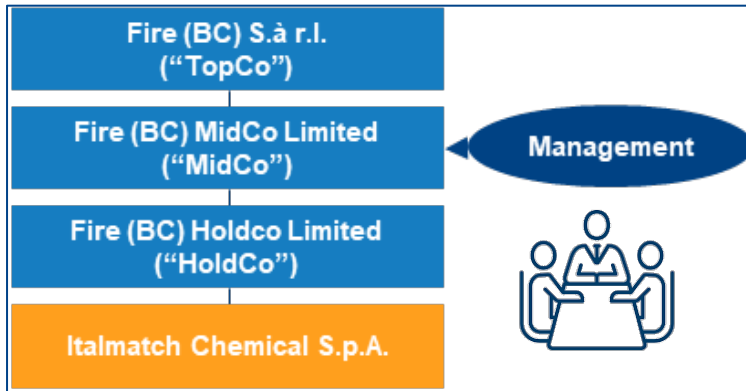 Fire (BC) S.à r.l.
(“TopCo”)
Fire (BC) MidCo Limited
(“MidCo”)
Management
Fire (BC) Holdco Limited
(“HoldCo”)
Italmatch Chemical S.p.A.